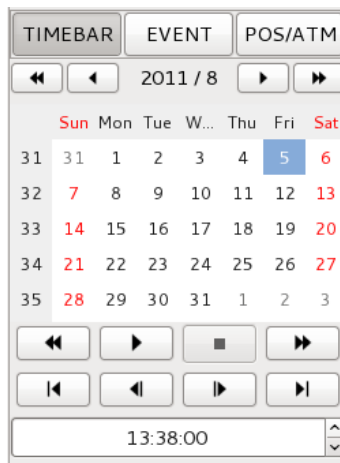 TIMEBAR EVENT POS/ATM
2011 / 8
Sun Mon Tue W... Thu Fri Sat
31 31 1 2 3 4 5 6
32 7 8 9 10 11 12 13
33 14 15 16 17 18 19 20
34 21 22 23 24 25 26 27
35 28 29 30 31 1 2 3
13:38:00